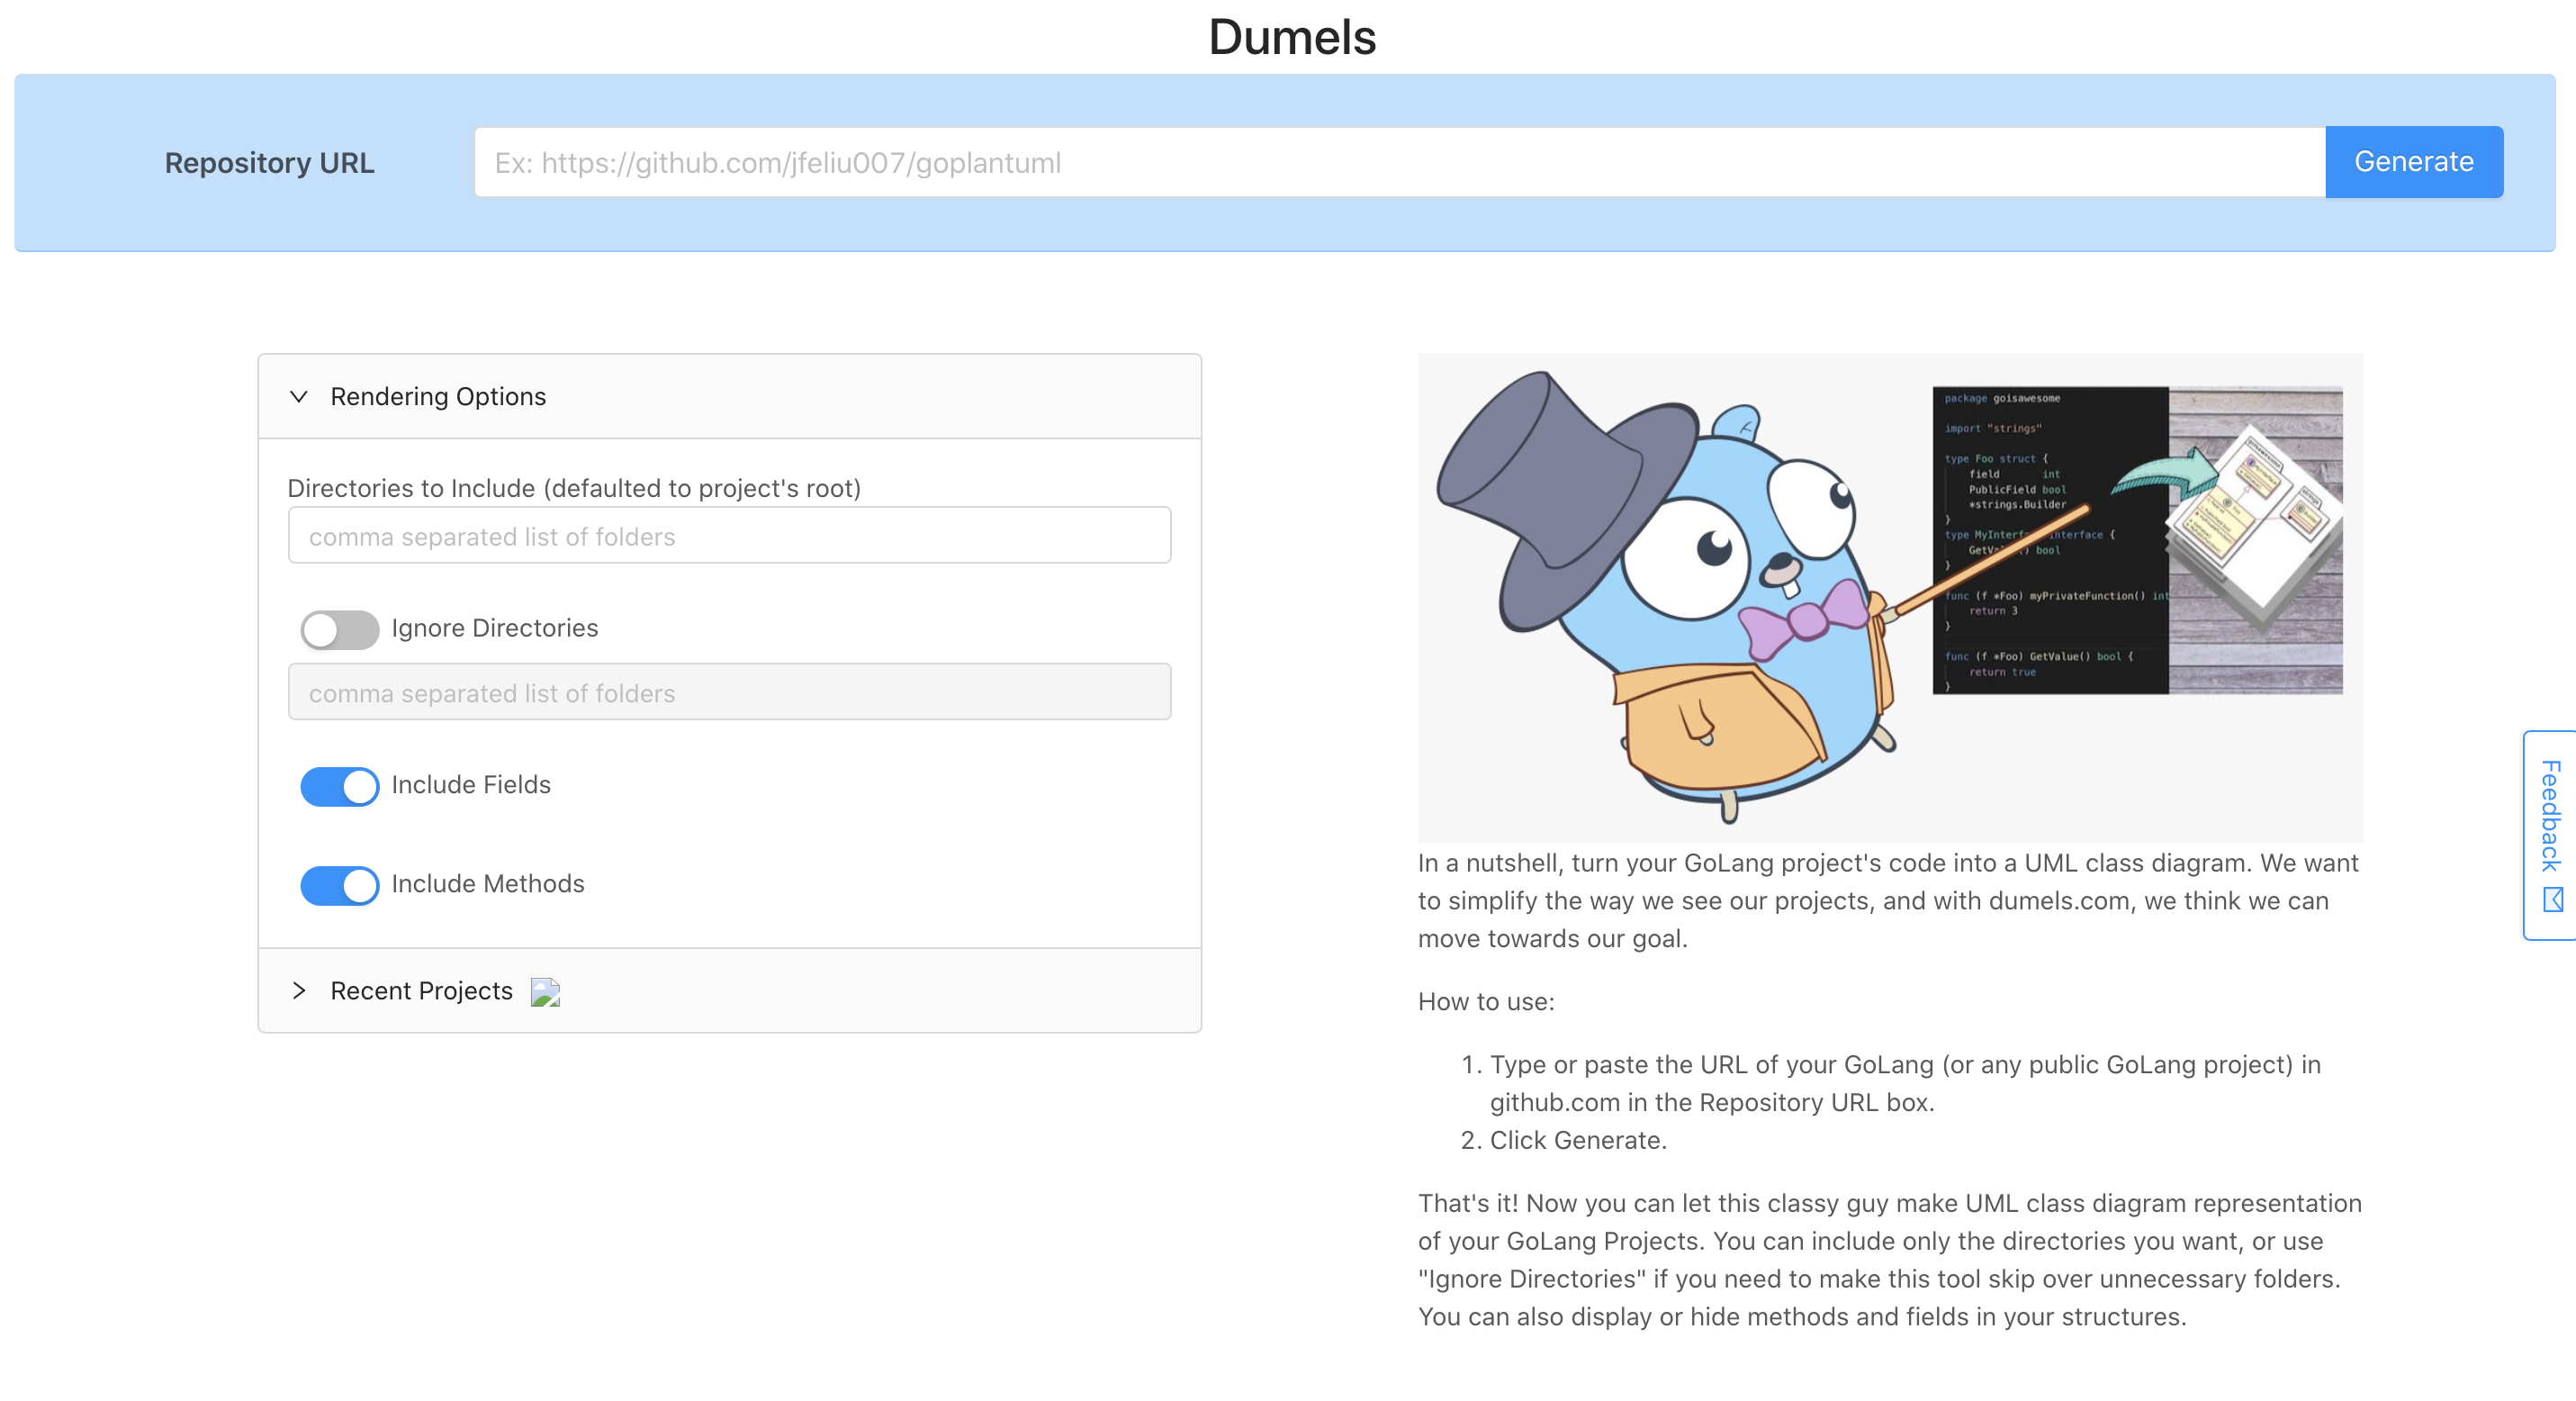 Dumels
Repository URL
Ex: https://github.com/jfeliu007/goplantuml
Generate
Rendering Options
Directories to Include (defaulted to project's root)
comma separated list of folders
Ignore Directories
comma separated list of folders
Include Fields
Include Methods
Recent Projects
package goisawesome
import "strings"
type Foo struct {
field int
PublicField bool
*strings.Builder
}
type MyInterf interface {
GetV ) bool
}
func (f *Foo) myPrivateFunction() int
return 3
}
func (f *Foo) GetValue() bool {
return true
}
In a nutshell, turn your GoLang project's code into a UML class diagram. We want
to simplify the way we see our projects, and with dumels.com, we think we can
move towards our goal.
How to use:
1. Type or paste the URL of your GoLang (or any public GoLang project) in
github.com in the Repository URL box.
2. Click Generate.
That's it! Now you can let this classy guy make UML class diagram representation
of your GoLang Projects. You can include only the directories you want, or use
"Ignore Directories" if you need to make this tool skip over unnecessary folders.
You can also display or hide methods and fields in your structures.
Feedback